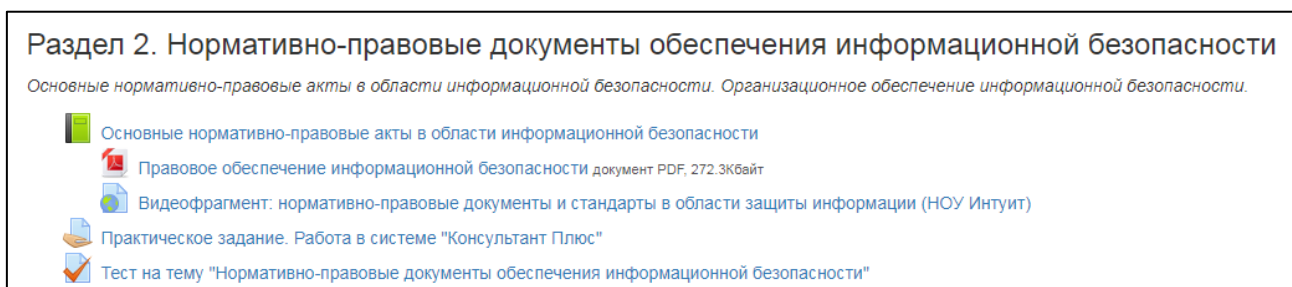 Раздел 2. Нормативно-правовые документы обеспечения информационной безопасности
Основные нормативно-правовые акты в области информационной безопасности. Организационное обеспечение информационной безопасности.
Основные нормативно-правовые акты в области информационной безопасности
Правовое обеспечение информационной безопасности документ PDF, 272.3Кбайт
Видеофрагмент: нормативно-правовые документы и стандарты в области защиты информации (НОУ Интуит)
Практическое задание. Работа в системе "Консультант Плюс"
Тест на тему "Нормативно-правовые документы обеспечения информационной безопасности"